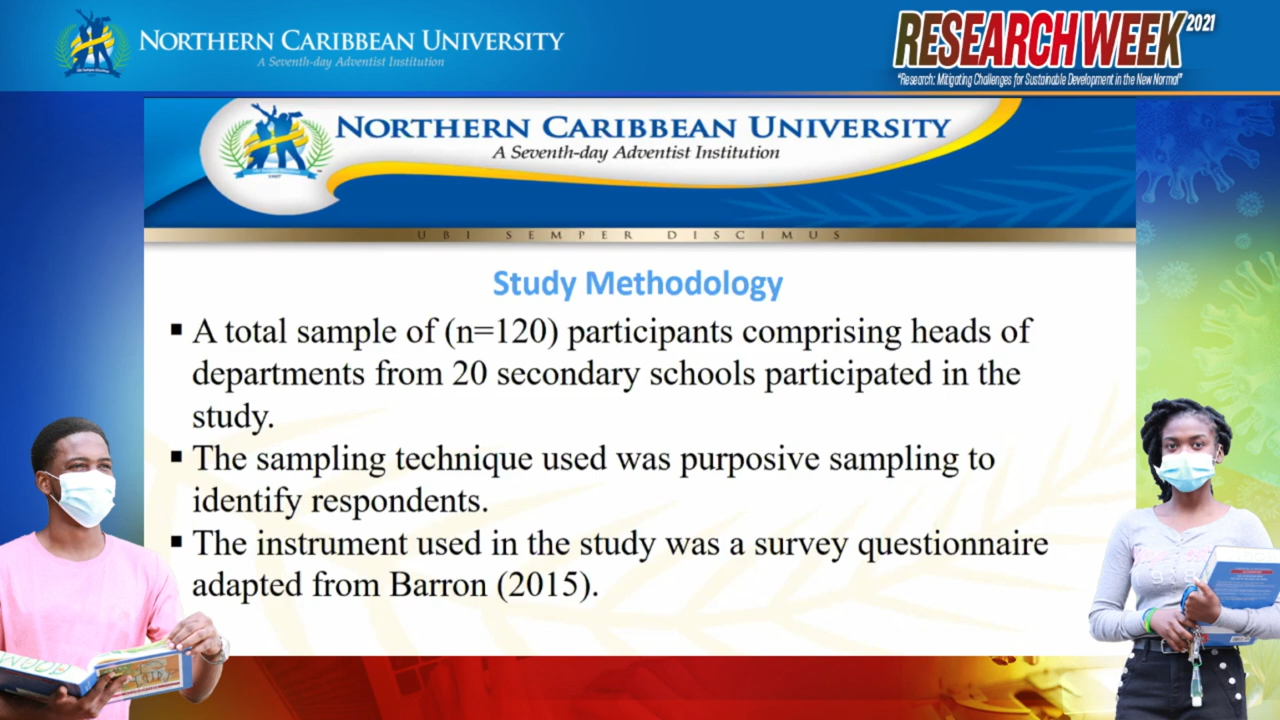 NORTHERN CARIBBEAN UNIVERSITY
A Seventh-day Adventist Institution
RESEARCH WEEK 2021
"Research: Mitigating Challenges for Sustainable Development in the New Normal"
NORTHERN CARIBBEAN UNIVERSITY
A Seventh-day Adventist Institution
UBI SEMPER DISCIMUS
Study Methodology
▪ A total sample of (n=120) participants comprising heads of
departments from 20 secondary schools participated in the
study.
▪ The sampling technique used was purposive sampling to
identify respondents.
▪ The instrument used in the study was a survey questionnaire
adapted from Barron (2015).